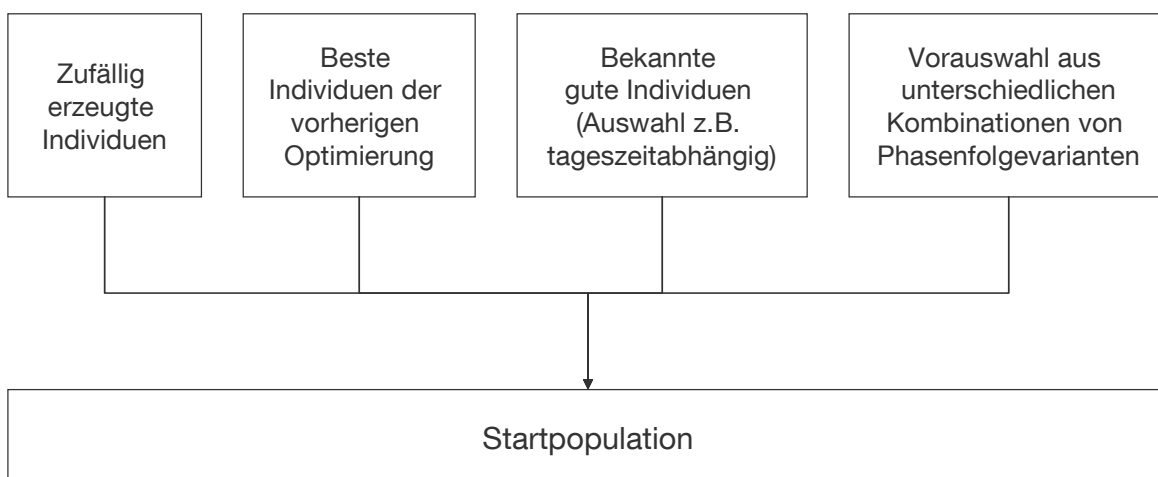 Zufällig
erzeugte
Individuen
Beste
Individuen der
vorherigen
Optimierung
Bekannte
gute Individuen
(Auswahl z.B.
tageszeitabhängig)
Vorauswahl aus
unterschiedlichen
Kombinationen von
Phasenfolgevarianten
Startpopulation